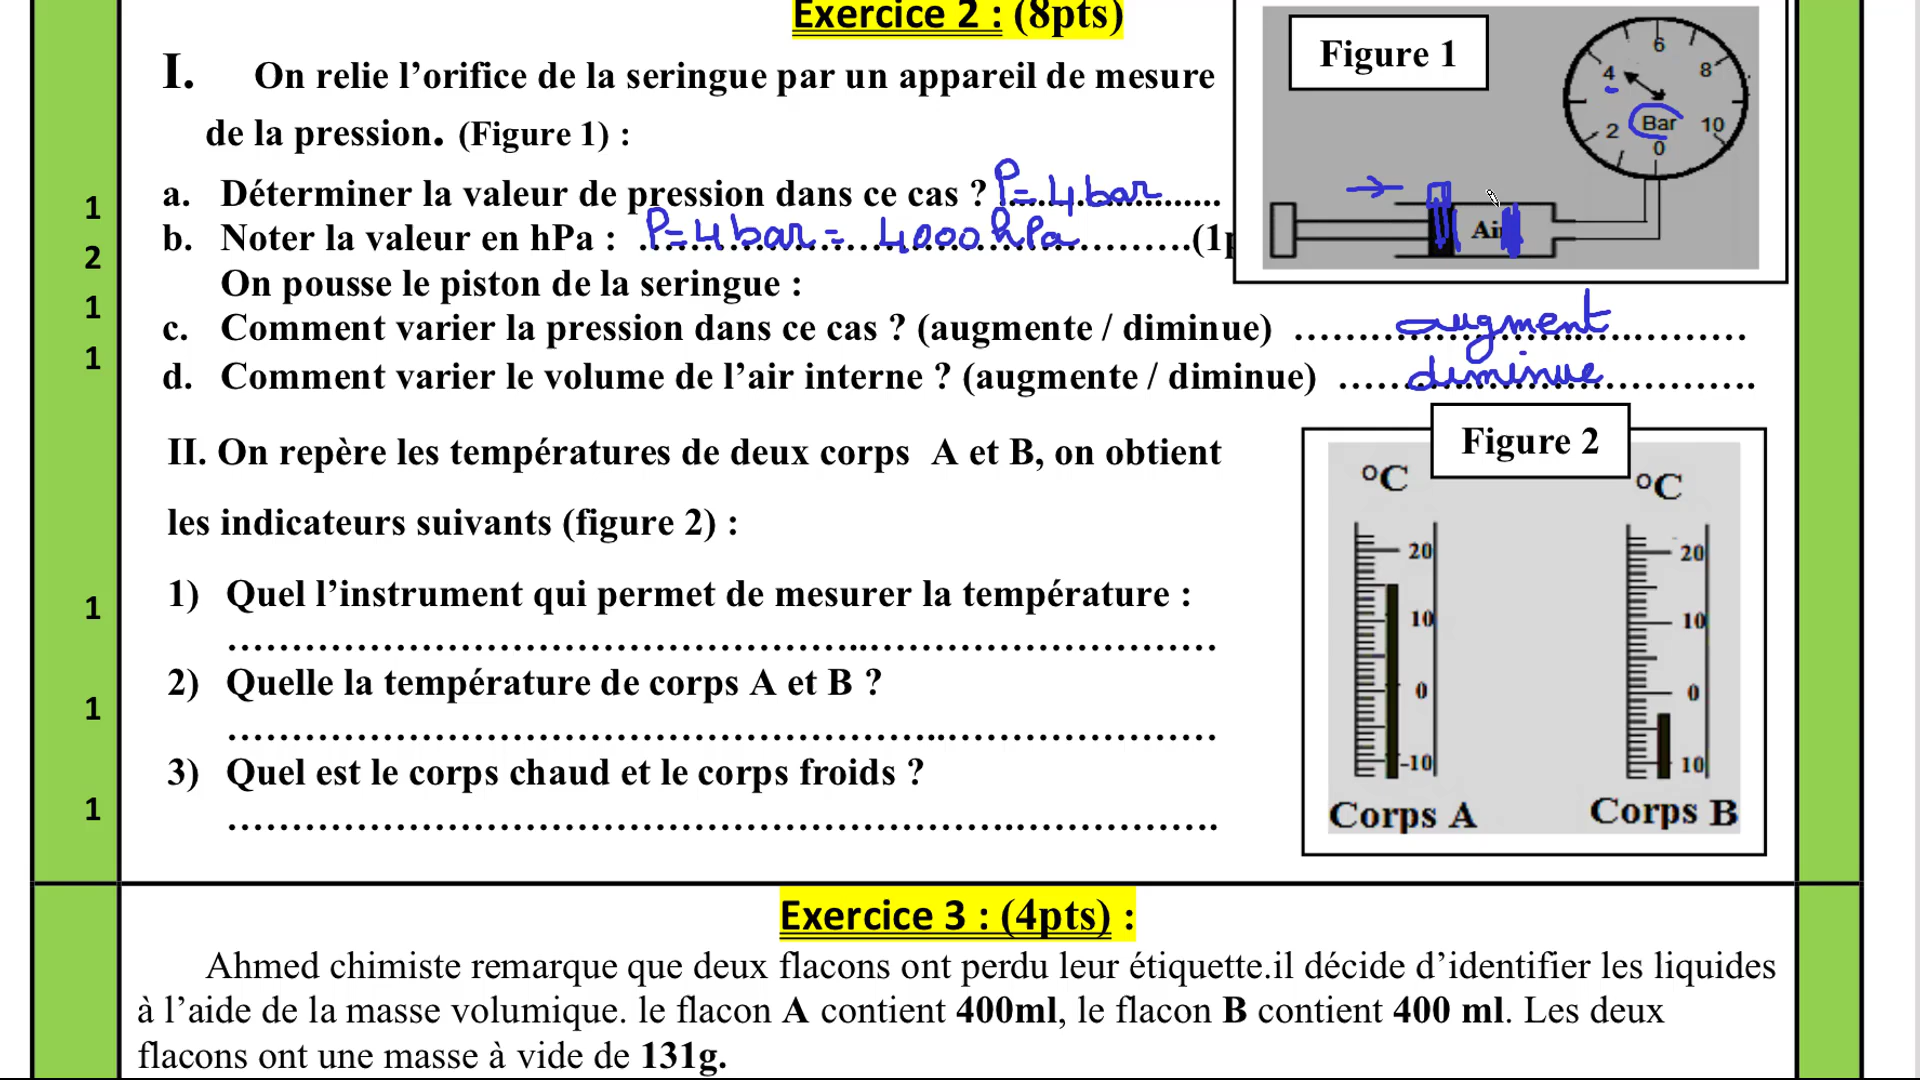 Exercice 2 : (8pts)
I. On relie l’orifice de la seringue par un appareil de mesure
de la pression. (Figure 1) :
1 a. Déterminer la valeur de pression dans ce cas ? P= 4 bar
2 b. Noter la valeur en hPa : P= 4 bar = 4000 hPa (1p
On pousse le piston de la seringue :
1 c. Comment varier la pression dans ce cas ? (augmente / diminue) augment
1 d. Comment varier le volume de l’air interne ? (augmente / diminue) diminue
Figure 1
6
4 8
Bar
2 10
0
Air
II. On repère les températures de deux corps A et B, on obtient
les indicateurs suivants (figure 2) :
1 1) Quel l’instrument qui permet de mesurer la température :
1 2) Quelle la température de corps A et B ?
1 3) Quel est le corps chaud et le corps froids ?
Figure 2
°C °C
20 20
10 10
0 0
-10 10
Corps A Corps B
Exercice 3 : (4pts) :
Ahmed chimiste remarque que deux flacons ont perdu leur étiquette.il décide d’identifier les liquides
à l’aide de la masse volumique. le flacon A contient 400ml, le flacon B contient 400 ml. Les deux
flacons ont une masse à vide de 131g.